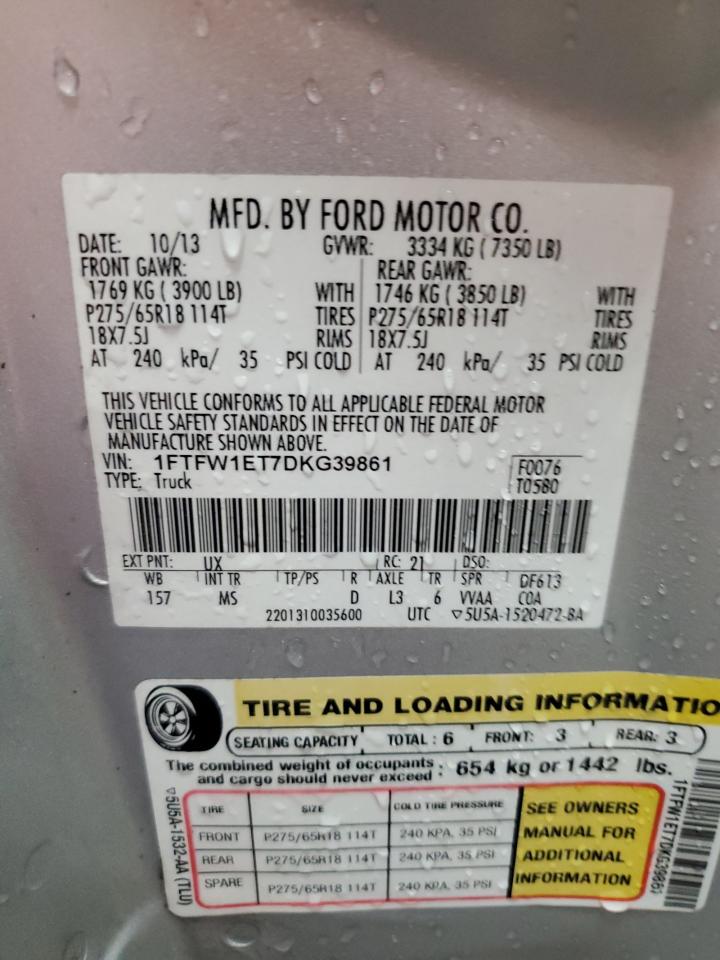 MFD. BY FORD MOTOR CO.
DATE: 10/13 GVWR: 3334 KG ( 7350 LB)
FRONT GAWR: REAR GAWR:
1769 KG ( 3900 LB) WITH 1746 KG ( 3850 LB) WITH
P275/65R18 114T TIRES P275/65R18 114T TIRES
18X7.5J RIMS 18X7.5J RIMS
AT 240 kPa/ 35 PSI COLD AT 240 kPa/ 35 PSI COLD
THIS VEHICLE CONFORMS TO ALL APPLICABLE FEDERAL MOTOR
VEHICLE SAFETY STANDARDS IN EFFECT ON THE DATE OF
MANUFACTURE SHOWN ABOVE.
VIN: 1FTFW1ET7DKG39861 F0076
TYPE: Truck T0580
EXT PNT: UX RC: 21 DSO:
WB INT TR TP/PS R AXLE TR SPR DF613
157 MS D L3 6 VVAA COA
2201310035600 UTC ▽5U5A-1520472-BA
TIRE AND LOADING INFORMATIO
SEATING CAPACITY TOTAL : 6 FRONT: 3 REAR: 3
The combined weight of occupants
and cargo should never exceed : 654 kg or 1442 lbs.
TIRE SIZE COLD TIRE PRESSURE SEE OWNERS
FRONT P275/65R18 114T 240 KPA, 35 PSI MANUAL FOR
REAR P275/65R18 114T 240 KPA, 35 PSI ADDITIONAL
SPARE P275/65R18 114T 240 KPA, 35 PSI INFORMATION
▽5U5A-1532-AA (TLU)
1FTFW1ET7DKG39861